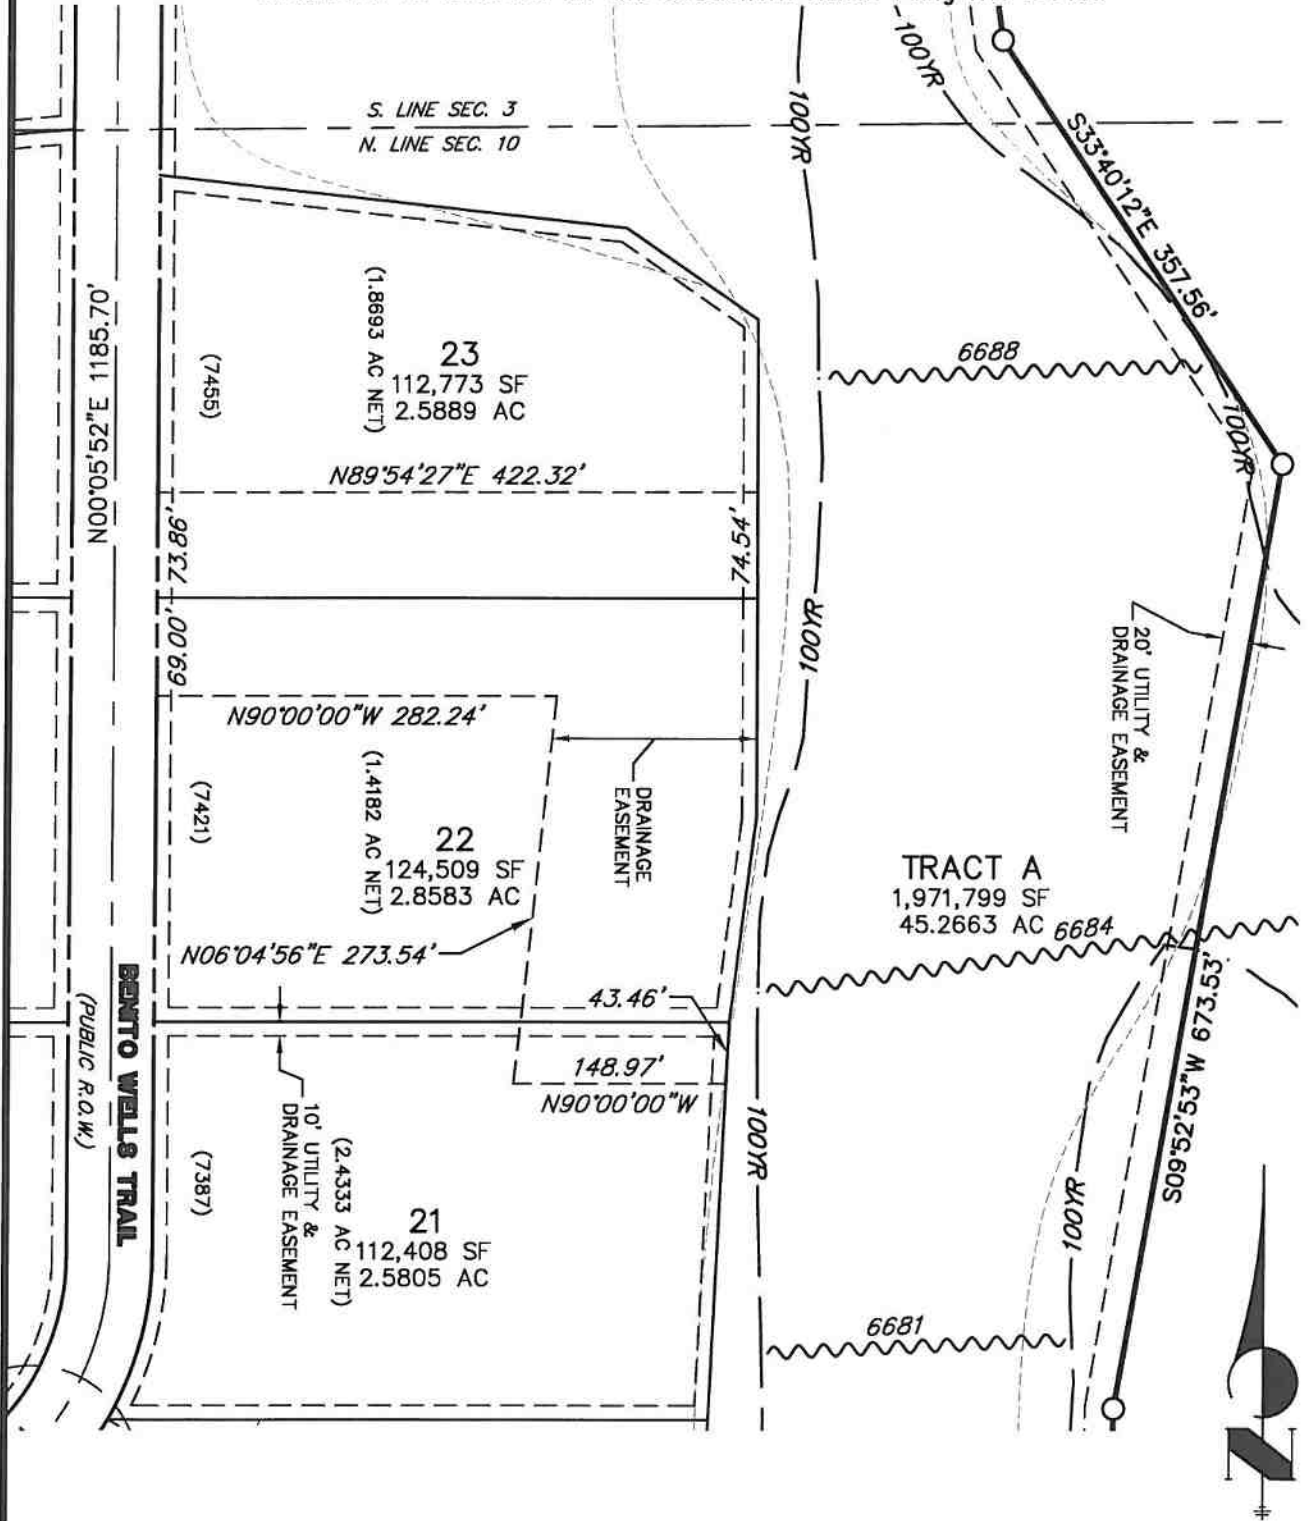 S. LINE SEC. 3
N. LINE SEC. 10
100YR
100YR
S33°40'12"E 357.56'
N00°05'52"E 1185.70'
(7455)
(1.8693 AC NET)
23
112,773 SF
2.5889 AC
6688
100YR
N89°54'27"E 422.32'
73.86'
74.54'
69.00'
100YR
20' UTILITY &
DRAINAGE EASEMENT
N90°00'00"W 282.24'
(7421)
(1.4182 AC NET)
22
124,509 SF
2.8583 AC
DRAINAGE
EASEMENT
TRACT A
1,971,799 SF
45.2663 AC
6684
N06°04'56"E 273.54'
43.46'
148.97'
N90°00'00"W
BENITO WELLS TRAIL
(PUBLIC R.O.W.)
10' UTILITY &
DRAINAGE EASEMENT
(7387)
(2.4333 AC NET)
21
112,408 SF
2.5805 AC
100YR
S09°52'53"W 673.53'
100YR
6681
N